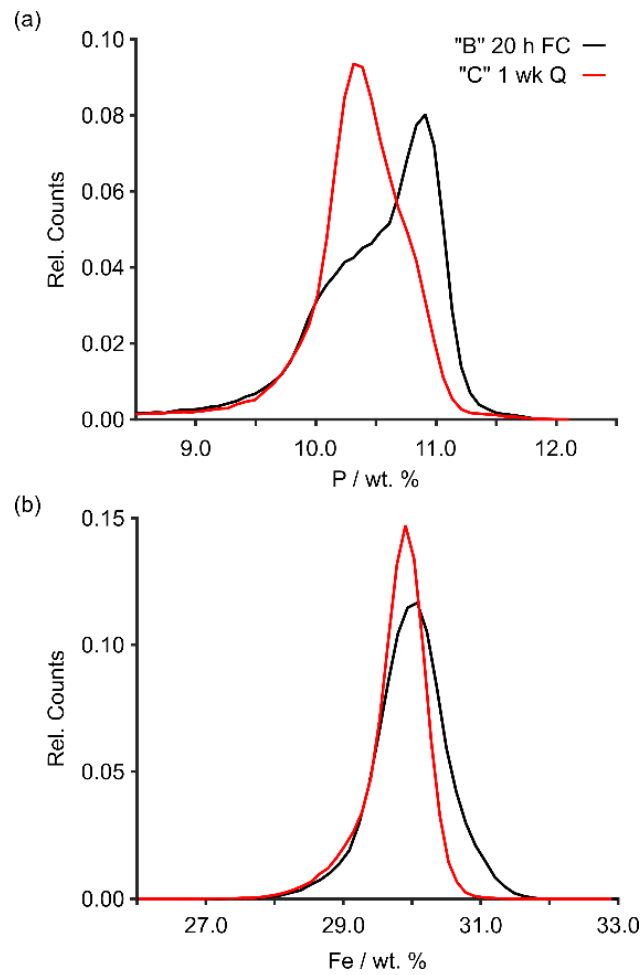 (a)
0.10
"B" 20 h FC
"C" 1 wk Q
0.08
0.06
Rel. Counts
0.04
0.02
0.00
9.0 10.0 11.0 12.0
P / wt. %
(b)
0.15
0.10
Rel. Counts
0.05
0.00
27.0 29.0 31.0 33.0
Fe / wt. %